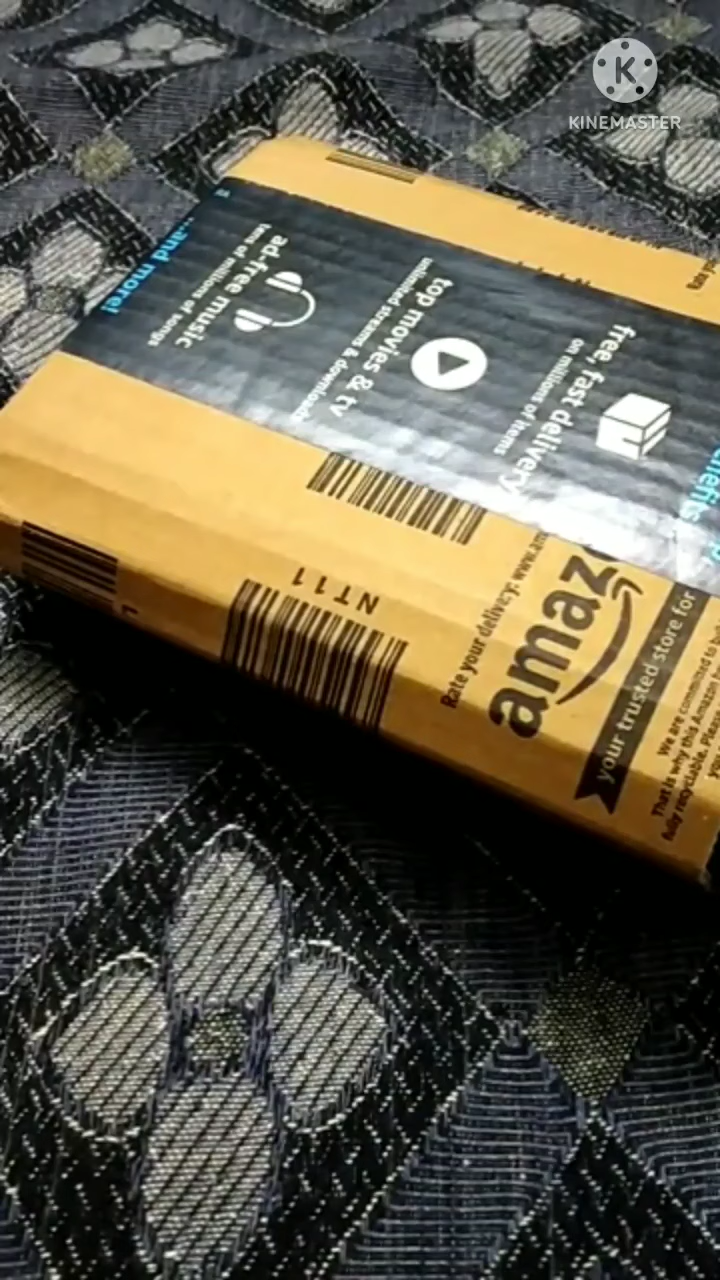 KINEMASTER
...and more!
ad-free music
tens of millions of songs
top movies & tv
unlimited streams & downloads
free, fast delivery
on millions of items
NT11
Rate your delivery: www.am
amaz
your trusted store for
We are committed to
That is why this Amazon
fully recyclable.